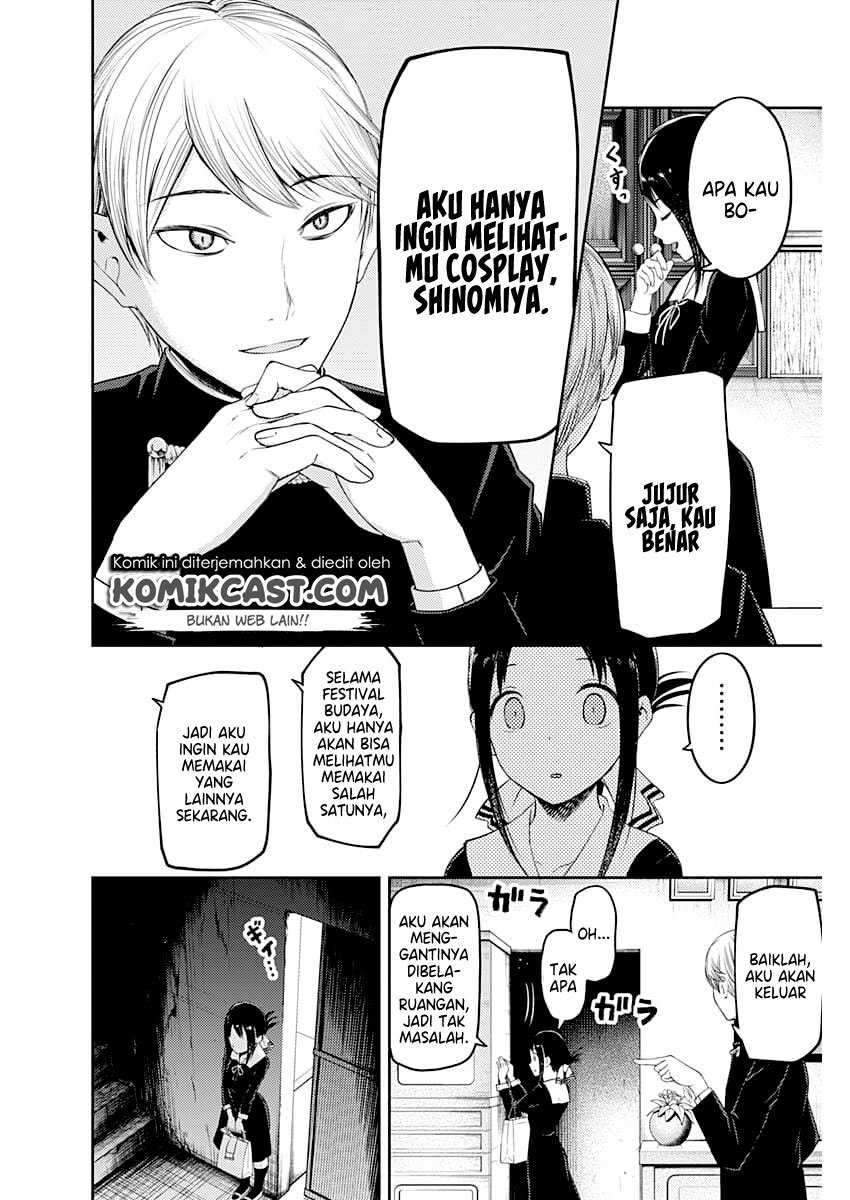 APA KAU
BO-
くすっ
JUJUR
SAJA, KAU
BENAR
AKU HANYA
INGIN MELIHAT-
MU COSPLAY,
SHINOMIYA.
Komik ini diterjemahkan & diedit oleh
KOMIKCAST.COM
BUKAN WEB LAIN!!
.........
SELAMA
FESTIVAL
BUDAYA,
AKU HANYA
AKAN BISA
MELIHATMU
MEMAKAI
SALAH
SATUNYA,
JADI AKU
INGIN KAU
MEMAKAI
YANG
LAINNYA
SEKARANG.
BAIKLAH,
AKU AKAN
KELUAR
ガラ
OH...
TAK
APA
ガラ
AKU AKAN
MENG-
GANTINYA
DIBELA-
KANG
RUANGAN,
JADI TAK
MASALAH.